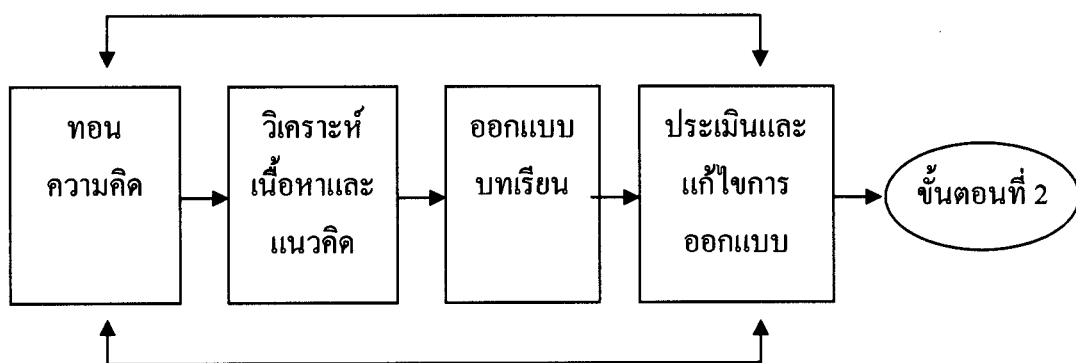 ทอน
ความคิด
วิเคราะห์
เนื้อหาและ
แนวคิด
ออกแบบ
บทเรียน
ประเมินและ
แก้ไขการ
ออกแบบ
ขั้นตอนที่ 2